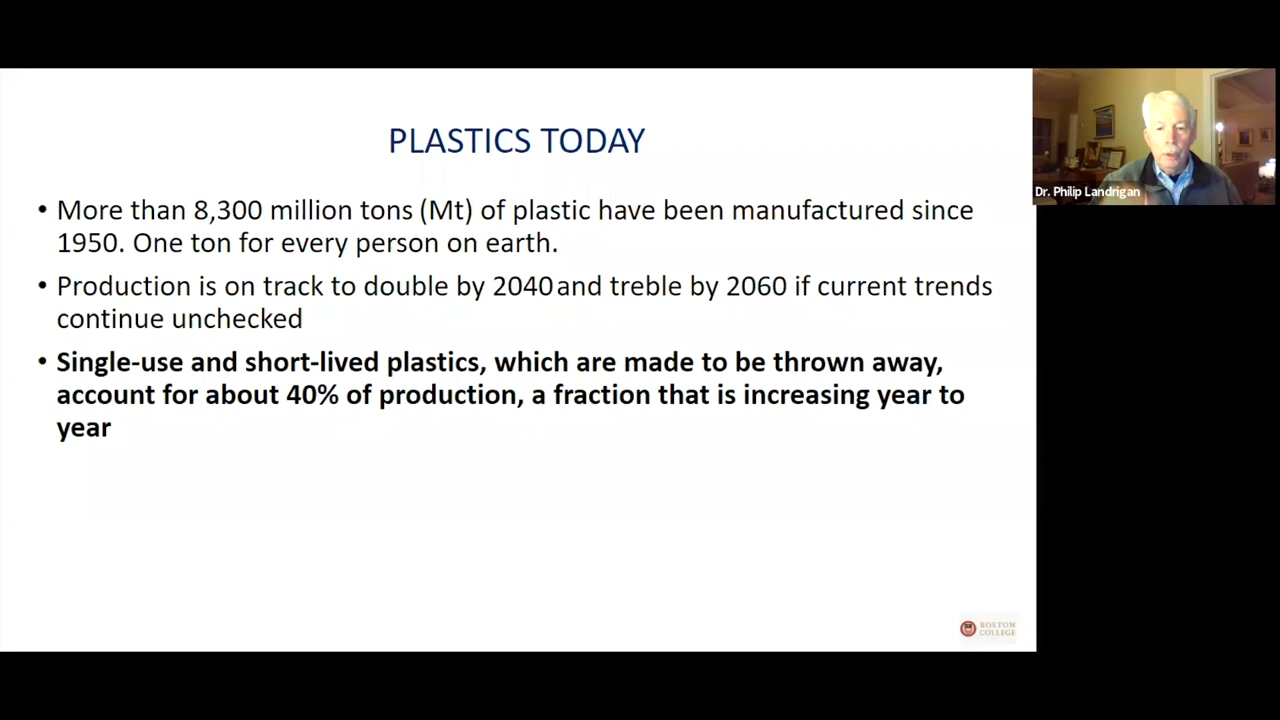 PLASTICS TODAY
• More than 8,300 million tons (Mt) of plastic have been manufactured since
1950. One ton for every person on earth.
• Production is on track to double by 2040 and treble by 2060 if current trends
continue unchecked
• Single-use and short-lived plastics, which are made to be thrown away,
account for about 40% of production, a fraction that is increasing year to
year
Dr. Philip Landrigan
BOSTON
COLLEGE